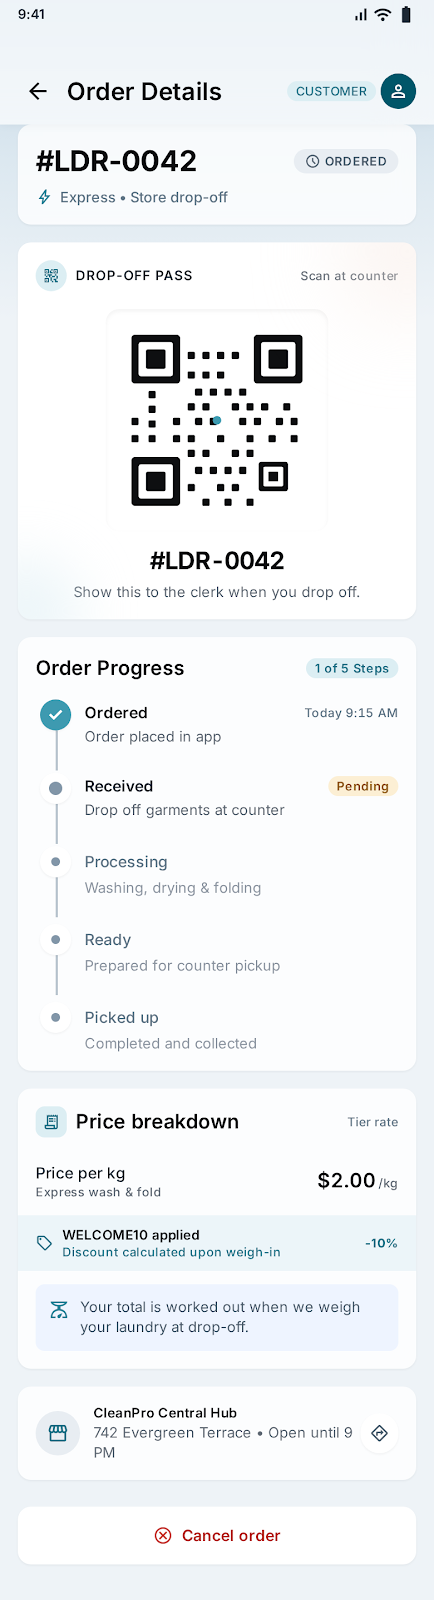 9:41
Order Details
CUSTOMER
#LDR-0042
ORDERED
Express • Store drop-off
DROP-OFF PASS
Scan at counter
#LDR-0042
Show this to the clerk when you drop off.
Order Progress
1 of 5 Steps
Ordered
Today 9:15 AM
Order placed in app
Received
Pending
Drop off garments at counter
Processing
Washing, drying & folding
Ready
Prepared for counter pickup
Picked up
Completed and collected
Price breakdown
Tier rate
Price per kg
$2.00 /kg
Express wash & fold
WELCOME10 applied
-10%
Discount calculated upon weigh-in
Your total is worked out when we weigh
your laundry at drop-off.
CleanPro Central Hub
742 Evergreen Terrace • Open until 9
PM
Cancel order